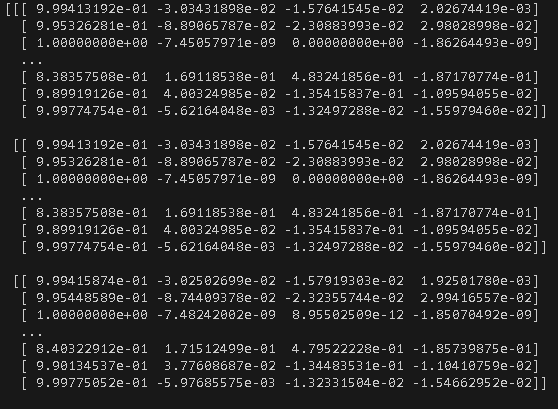 [[[ 9.99413192e-01 -3.03431898e-02 -1.57641545e-02  2.02674419e-03]
  [ 9.95326281e-01 -8.89065787e-02 -2.30883993e-02  2.98028998e-02]
  [ 1.00000000e+00 -7.45057971e-09  0.00000000e+00 -1.86264493e-09]
  ...
  [ 8.38357508e-01  1.69118538e-01  4.83241856e-01 -1.87170774e-01]
  [ 9.89919126e-01  4.00324985e-02 -1.35415837e-01 -1.09594055e-02]
  [ 9.99774754e-01 -5.62164048e-03 -1.32497288e-02 -1.55979460e-02]]
 [[ 9.99413192e-01 -3.03431898e-02 -1.57641545e-02  2.02674419e-03]
  [ 9.95326281e-01 -8.89065787e-02 -2.30883993e-02  2.98028998e-02]
  [ 1.00000000e+00 -7.45057971e-09  0.00000000e+00 -1.86264493e-09]
  ...
  [ 8.38357508e-01  1.69118538e-01  4.83241856e-01 -1.87170774e-01]
  [ 9.89919126e-01  4.00324985e-02 -1.35415837e-01 -1.09594055e-02]
  [ 9.99774754e-01 -5.62164048e-03 -1.32497288e-02 -1.55979460e-02]]
 [[ 9.99415874e-01 -3.02502699e-02 -1.57919303e-02  1.92501780e-03]
  [ 9.95448589e-01 -8.74409378e-02 -2.32355744e-02  2.99416557e-02]
  [ 1.00000000e+00 -7.48242002e-09  8.95502509e-12 -1.85070492e-09]
  ...
  [ 8.40322912e-01  1.71512499e-01  4.79522228e-01 -1.85739875e-01]
  [ 9.90134537e-01  3.77608687e-02 -1.34483531e-01 -1.10410759e-02]
  [ 9.99775052e-01 -5.97685575e-03 -1.32331504e-02 -1.54662952e-02]]